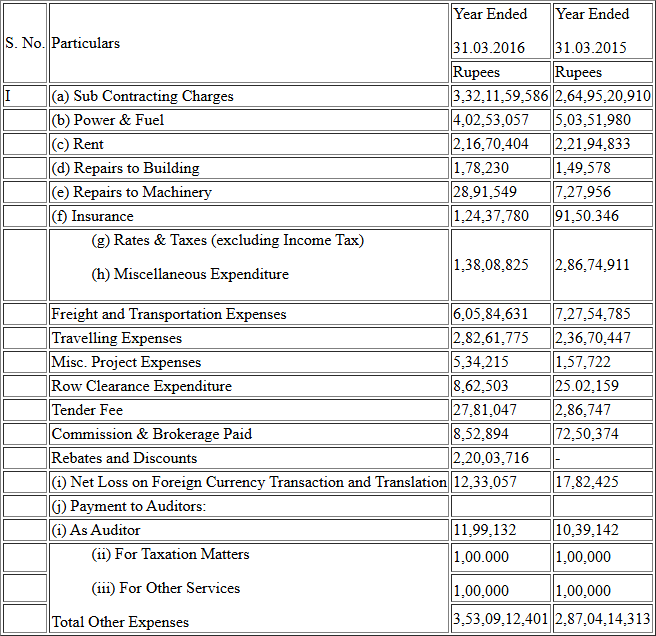 S. No. Particulars Year Ended 31.03.2016 Year Ended 31.03.2015
Rupees Rupees
I (a) Sub Contracting Charges 3,32,11,59,586 2,64,95,20,910
(b) Power & Fuel 4,02,53,057 5,03,51,980
(c) Rent 2,16,70,404 2,21,94,833
(d) Repairs to Building 1,78,230 1,49,578
(e) Repairs to Machinery 28,91,549 7,27,956
(f) Insurance 1,24,37,780 91,50.346
(g) Rates & Taxes (excluding Income Tax)
(h) Miscellaneous Expenditure 1,38,08,825 2,86,74,911
Freight and Transportation Expenses 6,05,84,631 7,27,54,785
Travelling Expenses 2,82,61,775 2,36,70,447
Misc. Project Expenses 5,34,215 1,57,722
Row Clearance Expenditure 8,62,503 25.02,159
Tender Fee 27,81,047 2,86,747
Commission & Brokerage Paid 8,52,894 72,50,374
Rebates and Discounts 2,20,03,716 -
(i) Net Loss on Foreign Currency Transaction and Translation 12,33,057 17,82,425
(j) Payment to Auditors:
(i) As Auditor 11,99,132 10,39,142
(ii) For Taxation Matters 1,00.000 1,00,000
(iii) For Other Services 1,00,000 1,00,000
Total Other Expenses 3,53,09,12,401 2,87,04,14,313